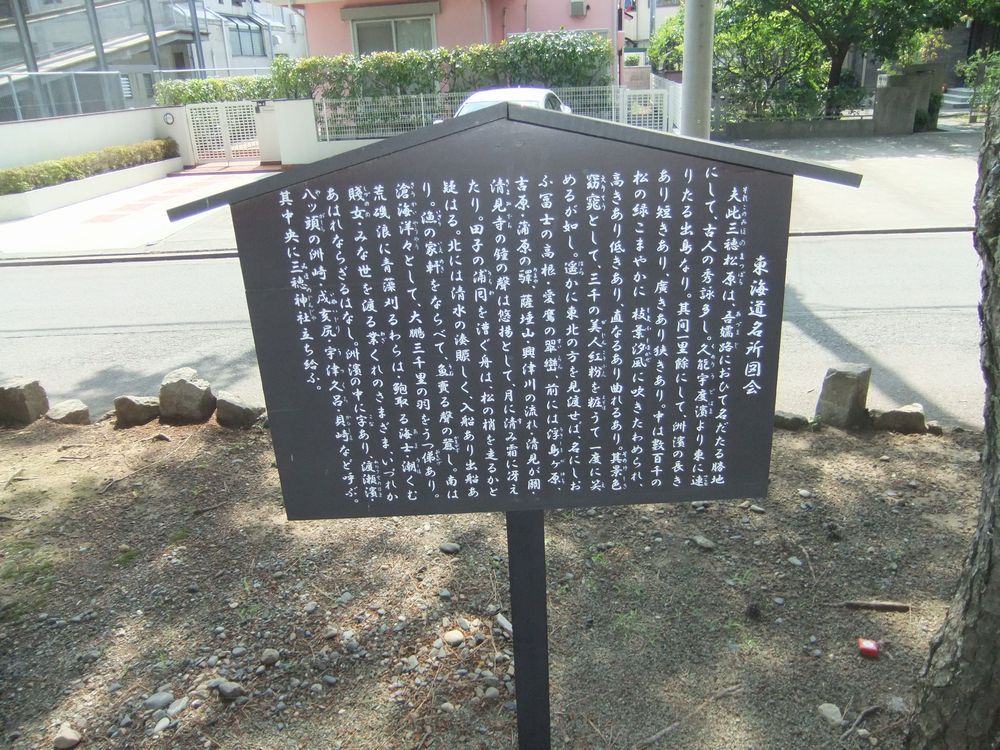 東海道名所図会
夫此三穂松原は、吾嬬路におひて名だたる勝地
にして、古人の秀詠多し。久能宇度濱より東に連
りたる出島なり。其間一里餘にして、洲濱の長き
あり短きあり、廣きあり狭きあり。中は数百千の
松の緑こまやかに枝葉汐風に吹きたわめられ、
高きあり低きあり、直なるあり曲れるあり。其景色
窈窕として、三千の美人紅粉を粧うて一度に笑
めるが如し。遥かに東北の方を見渡せば、名にしお
ふ冨士の高根・愛鷹の翠巒、前には浮島ヶ原・
吉原・蒲原の驛、薩埵山・興津川の流れ、清見が關
清見寺の鐘の聲は悠揚として、月に清み霜に冴え
たり。田子の浦回を漕ぐ舟は、松の梢を走るかと
疑はる。北には清水の湊賑しく、入船あり出船あ
り。漁の家軒をならべて、魚賣る聲の囂し。南は
滄海洋々として、大鵬三千里の羽をうつ俤あり。
荒磯浪に青藻刈るわらは、鮑取る海士・潮くむ
賤女、みな世を渡る業くれのさまざま、いづれか
あはれならざるはなし。洲濱の中に字あり、渡瀬濱
八ッ頭の洲崎、戌亥尻・宇津・久呂・貝崎など呼ぶ。
其中央に三穂神社立ち給ふ。